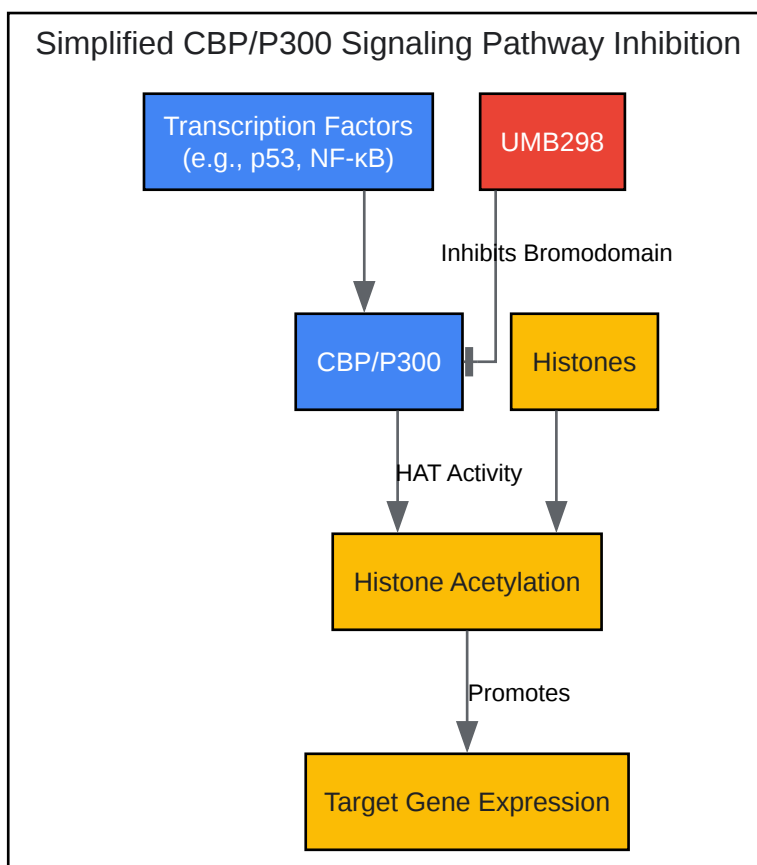 Simplified CBP/P300 Signaling Pathway Inhibition
Transcription Factors
(e.g., p53, NF-κB)
UMB298
Inhibits Bromodomain
CBP/P300
Histones
HAT Activity
Histone Acetylation
Promotes
Target Gene Expression